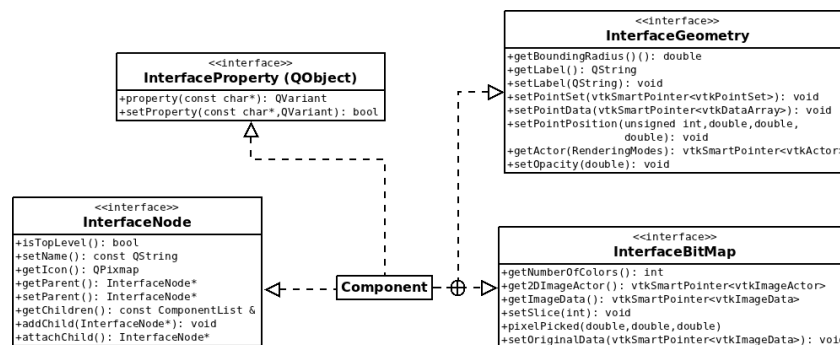 <<interface>>
InterfaceGeometry
+getBoundingRadius()(): double
+getLabel(): QString
+setLabel(QString): void
+setPointSet(vtkSmartPointer<vtkPointSet>): void
+setPointData(vtkSmartPointer<vtkDataArray>): void
+setPointPosition(unsigned int,double,double,
double): void
+getActor(RenderingModes): vtkSmartPointer<vtkActor>
+setOpacity(double): void
<<interface>>
InterfaceProperty (QObject)
+property(const char*): QVariant
+setProperty(const char*,QVariant): bool
<<interface>>
InterfaceNode
+isTopLevel(): bool
+setName(): const QString
+getIcon(): QPixmap
+getParent(): InterfaceNode*
+setParent(): InterfaceNode*
+getChildren(): const ComponentList &
+addChild(InterfaceNode*): void
+attachChild(): InterfaceNode*
Component
<<interface>>
InterfaceBitMap
+getNumberOfColors(): int
+get2DImageActor(): vtkSmartPointer<vtkImageActor>
+getImageData(): vtkSmartPointer<vtkImageData>
+setSlice(int): void
+pixelPicked(double,double,double)
+setOriginalData(vtkSmartPointer<vtkImageData>): void